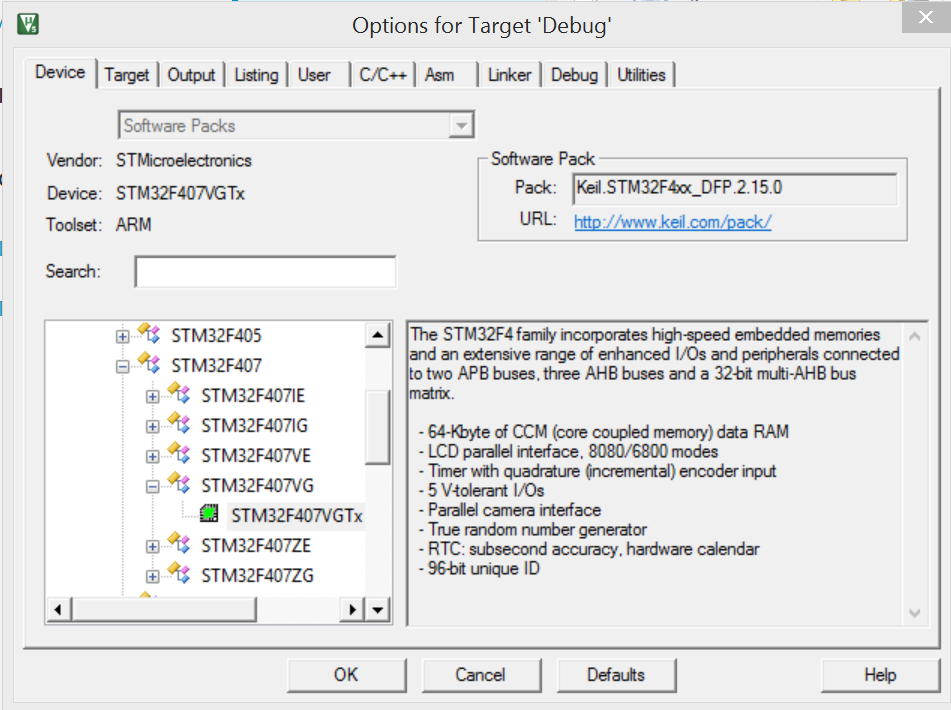 Options for Target 'Debug'
Device Target Output Listing User C/C++ Asm Linker Debug Utilities
Software Packs
Software Pack
Vendor: STMicroelectronics
Pack: Keil.STM32F4xx_DFP.2.15.0
Device: STM32F407VGTx
URL: http://www.keil.com/pack/
Toolset: ARM
Search:
STM32F405
STM32F407
STM32F407IE
STM32F407IG
STM32F407VE
STM32F407VG
STM32F407VGTx
STM32F407ZE
STM32F407ZG
The STM32F4 family incorporates high-speed embedded memories
and an extensive range of enhanced I/Os and peripherals connected
to two APB buses, three AHB buses and a 32-bit multi-AHB bus
matrix.
- 64-Kbyte of CCM (core coupled memory) data RAM
- LCD parallel interface, 8080/6800 modes
- Timer with quadrature (incremental) encoder input
- 5 V-tolerant I/Os
- Parallel camera interface
- True random number generator
- RTC: subsecond accuracy, hardware calendar
- 96-bit unique ID
OK Cancel Defaults Help